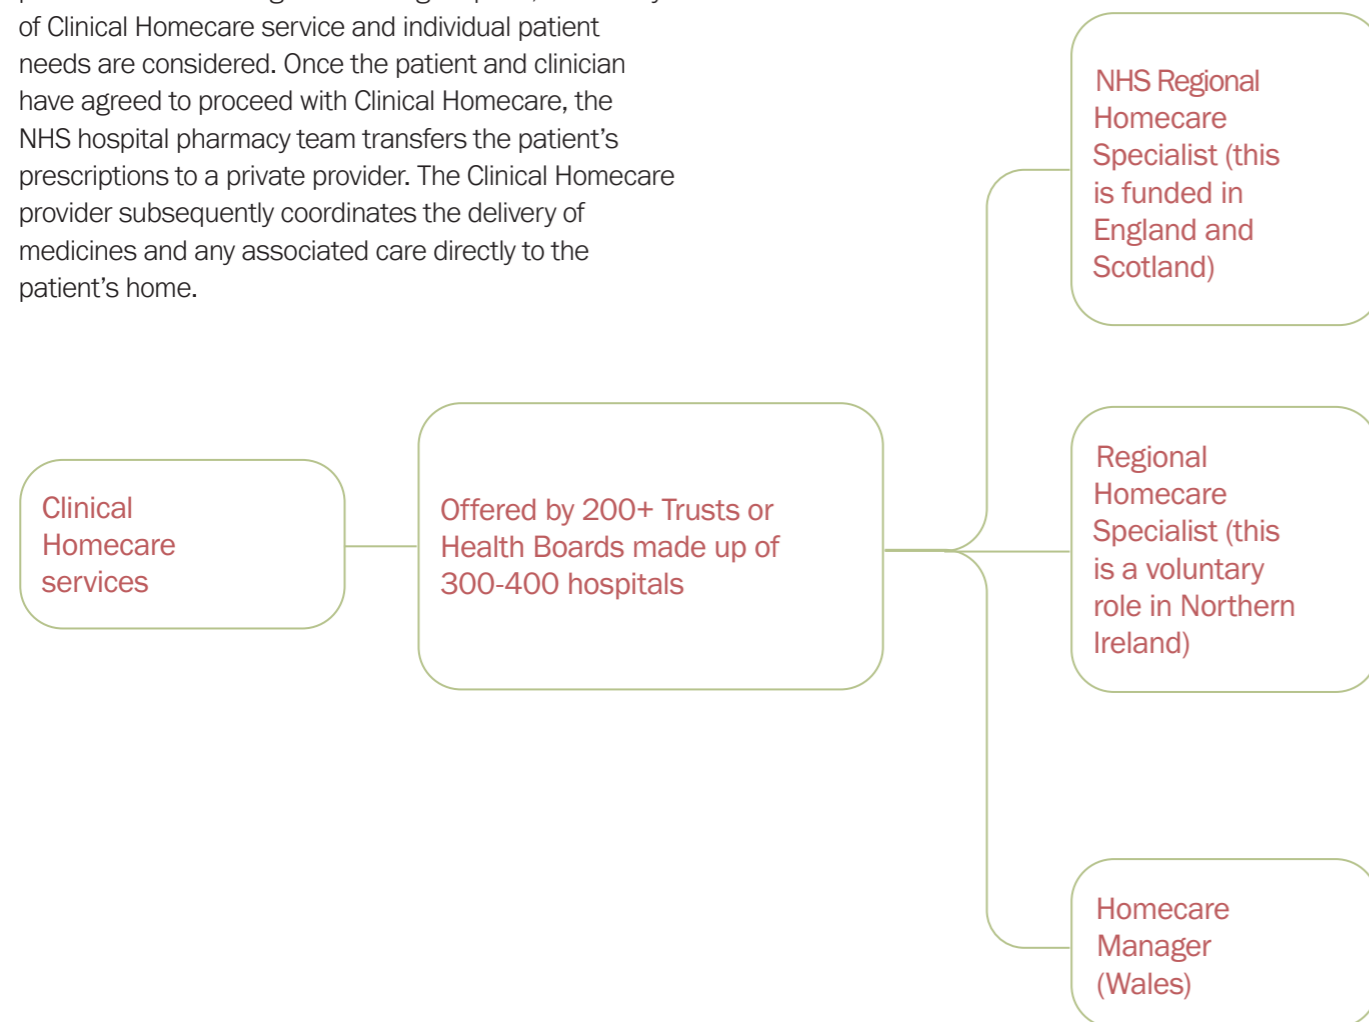 of Clinical Homecare service and individual patient
needs are considered. Once the patient and clinician
have agreed to proceed with Clinical Homecare, the
NHS hospital pharmacy team transfers the patient’s
prescriptions to a private provider. The Clinical Homecare
provider subsequently coordinates the delivery of
medicines and any associated care directly to the
patient’s home.
Clinical
Homecare
services
Offered by 200+ Trusts or
Health Boards made up of
300-400 hospitals
NHS Regional
Homecare
Specialist (this
is funded in
England and
Scotland)
Regional
Homecare
Specialist (this
is a voluntary
role in Northern
Ireland)
Homecare
Manager
(Wales)